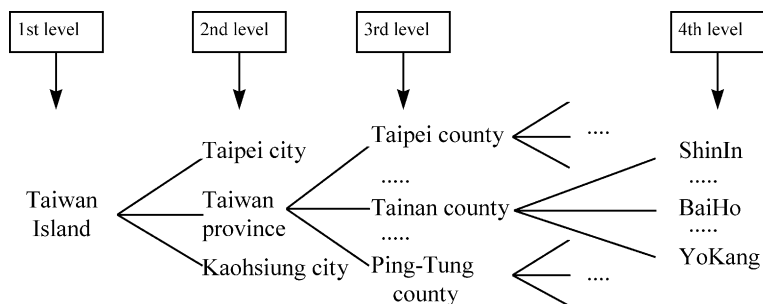 1st level
2nd level
3rd level
4th level
Taipei county
....
Taipei city
ShinIn
.....
.....
Taiwan
Island
Taiwan
province
Tainan county
BaiHo
.....
.....
Kaohsiung city
Ping-Tung
county
....
YoKang